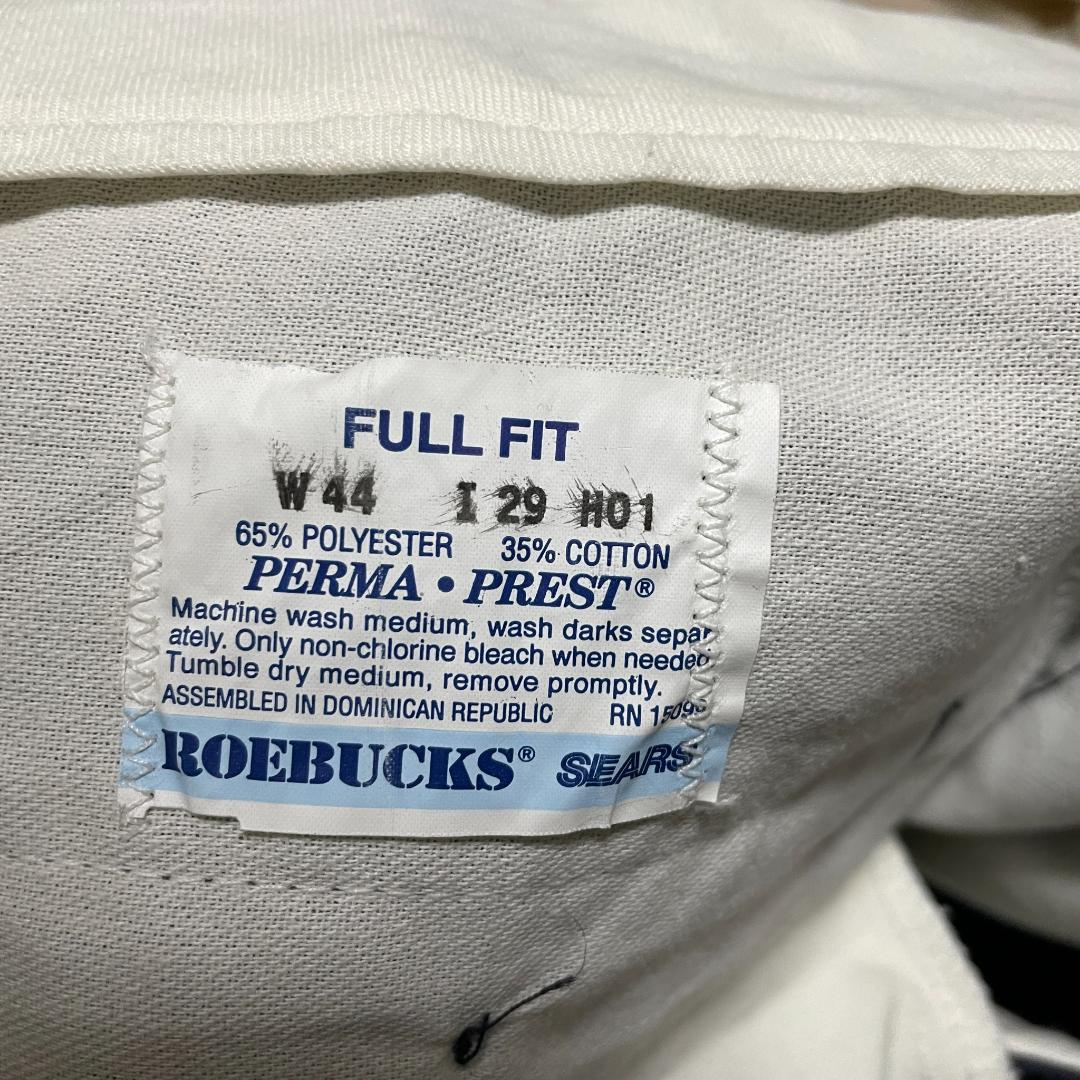 FULL FIT
W 44 I 29 H01
65% POLYESTER 35% COTTON
PERMA • PREST®
Machine wash medium, wash darks separ
ately. Only non-chlorine bleach when needed.
Tumble dry medium, remove promptly.
ASSEMBLED IN DOMINICAN REPUBLIC RN
ROEBUCKS® SEARS